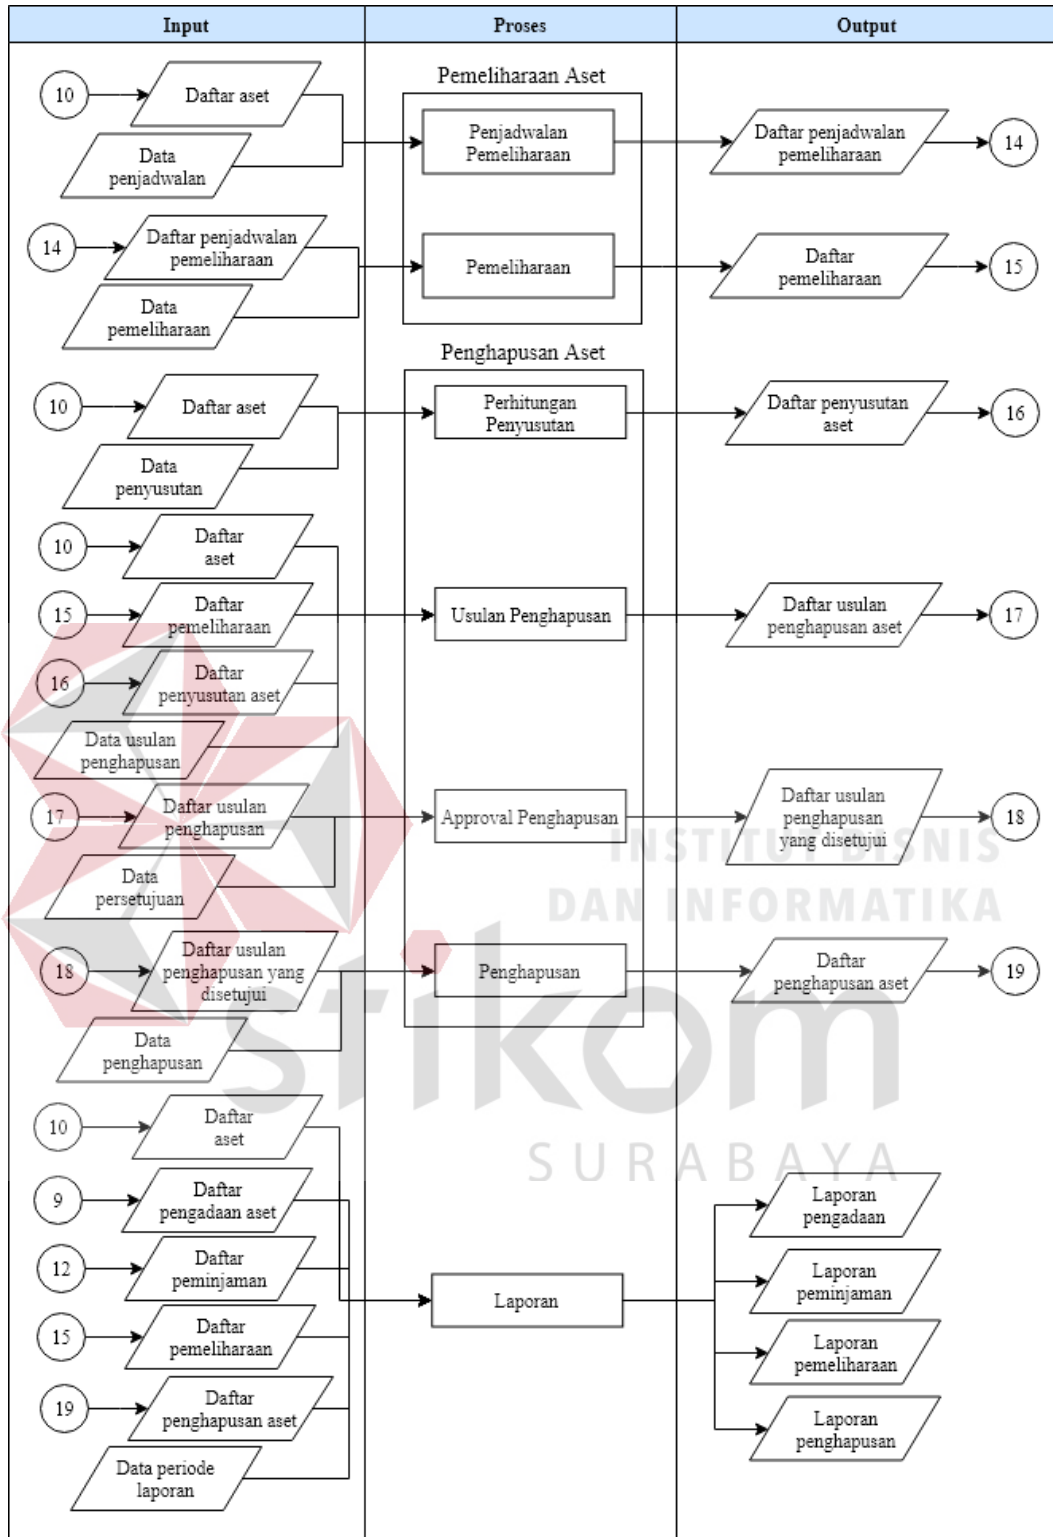 Input
Proses
Output
Pemeliharaan Aset
10
Daftar aset
Data
penjadwalan
Penjadwalan
Pemeliharaan
Daftar penjadwalan
pemeliharaan
14
14
Daftar penjadwalan
pemeliharaan
Data
pemeliharaan
Pemeliharaan
Daftar
pemeliharaan
15
Penghapusan Aset
10
Daftar aset
Data
penyusutan
Perhitungan
Penyusutan
Daftar penyusutan
aset
16
10
Daftar
aset
15
Daftar
pemeliharaan
16
Daftar
penyusutan aset
Data usulan
penghapusan
Usulan Penghapusan
Daftar usulan
penghapusan aset
17
17
Daftar usulan
penghapusan
Data
persetujuan
Approval Penghapusan
Daftar usulan
penghapusan
yang disetujui
18
INSTITUT BISNIS
DAN INFORMATIKA
18
Daftar usulan
penghapusan yang
disetujui
Data
penghapusan
Penghapusan
Daftar
penghapusan aset
19
stikom
SURABAYA
10
Daftar
aset
9
Daftar
pengadaan aset
12
Daftar
peminjaman
15
Daftar
pemeliharaan
19
Daftar
penghapusan aset
Data periode
laporan
Laporan
Laporan
pengadaan
Laporan
peminjaman
Laporan
pemeliharaan
Laporan
penghapusan